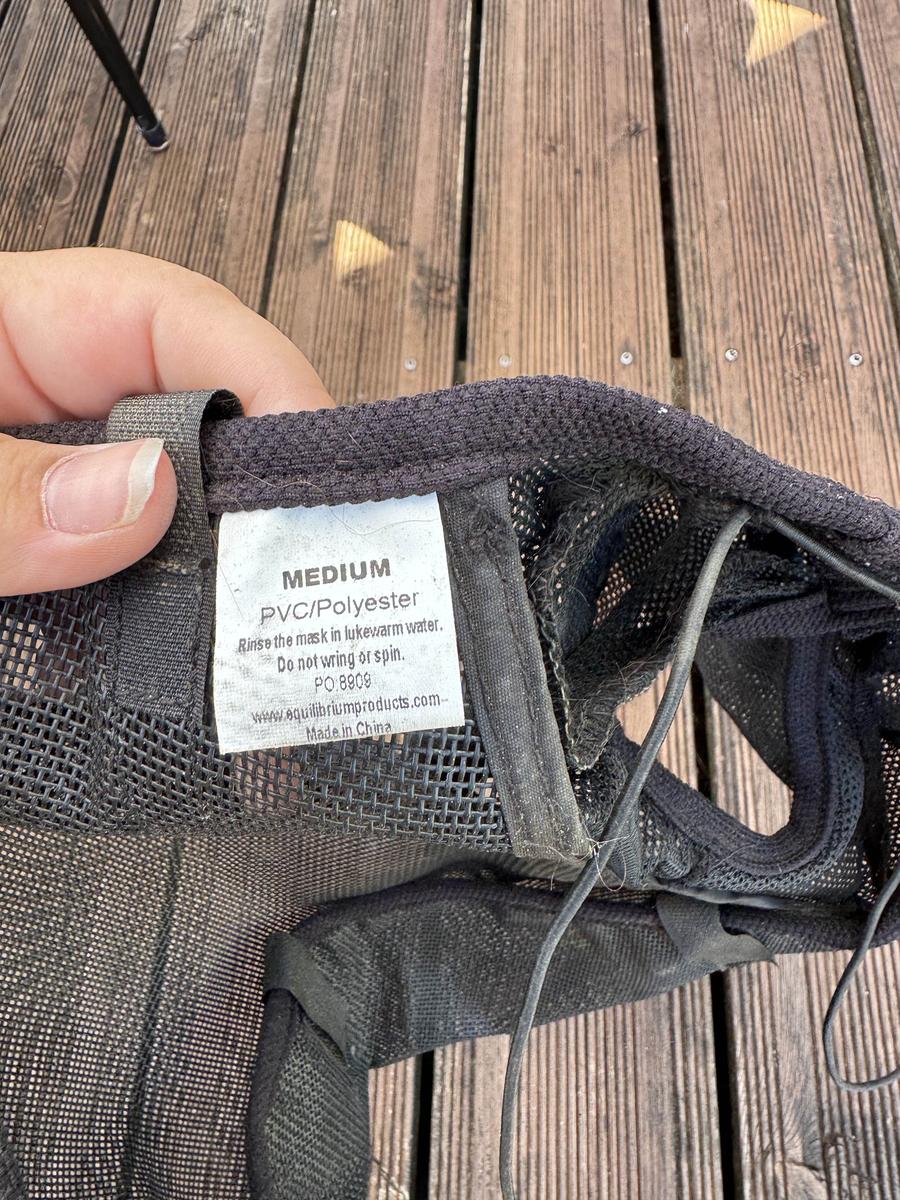 MEDIUM
PVC/Polyester
Rinse the mask in lukewarm water.
Do not wring or spin.
PO 8909
www.equilibriumproducts.com
Made in China